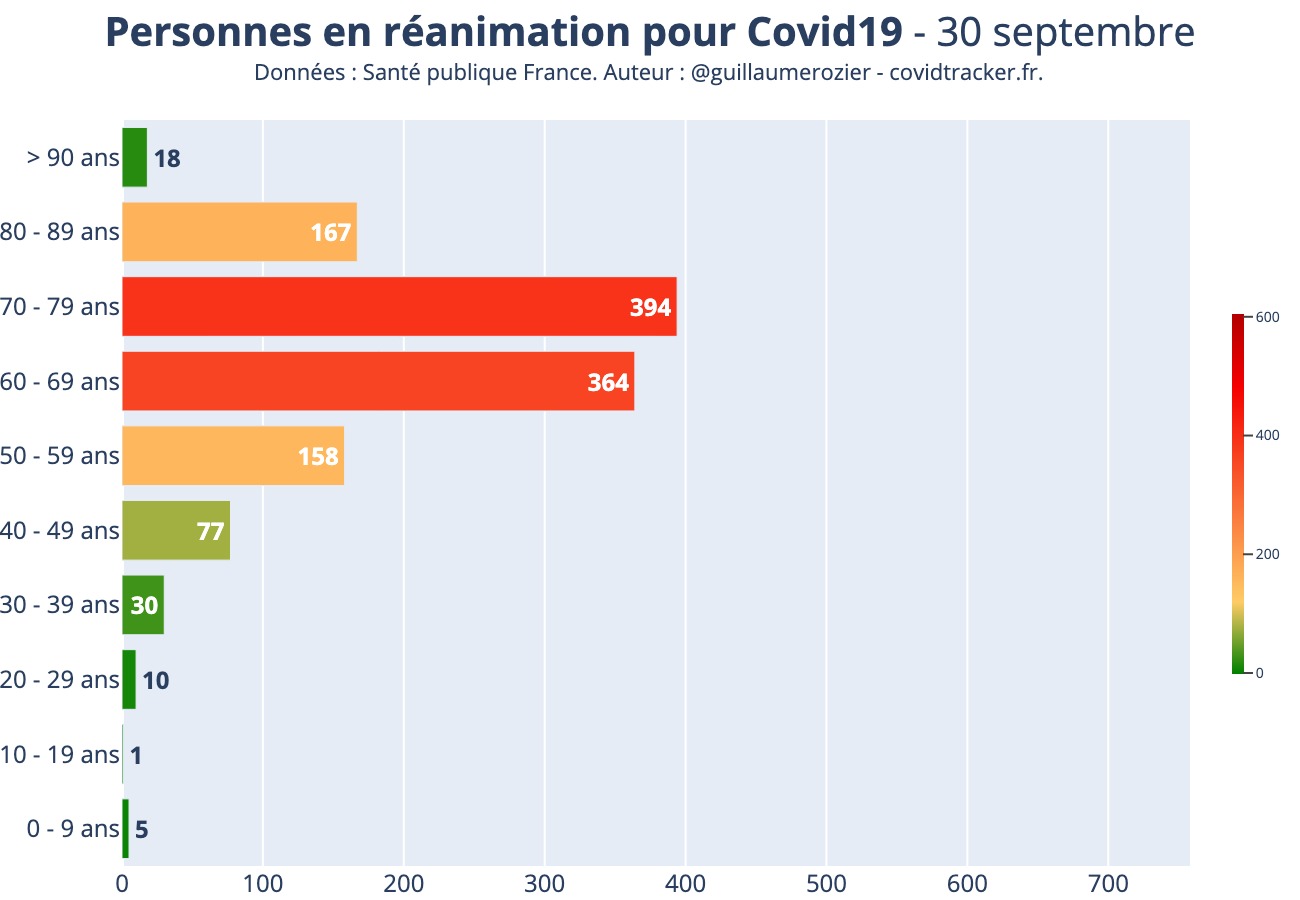 Personnes en réanimation pour Covid19 - 30 septembre
Données : Santé publique France. Auteur : @guillaumerozier - covidtracker.fr.
> 90 ans 18
80 - 89 ans 167
70 - 79 ans 394
60 - 69 ans 364
50 - 59 ans 158
40 - 49 ans 77
30 - 39 ans 30
20 - 29 ans 10
10 - 19 ans 1
0 - 9 ans 5
0 100 200 300 400 500 600 700
600
400
200
0